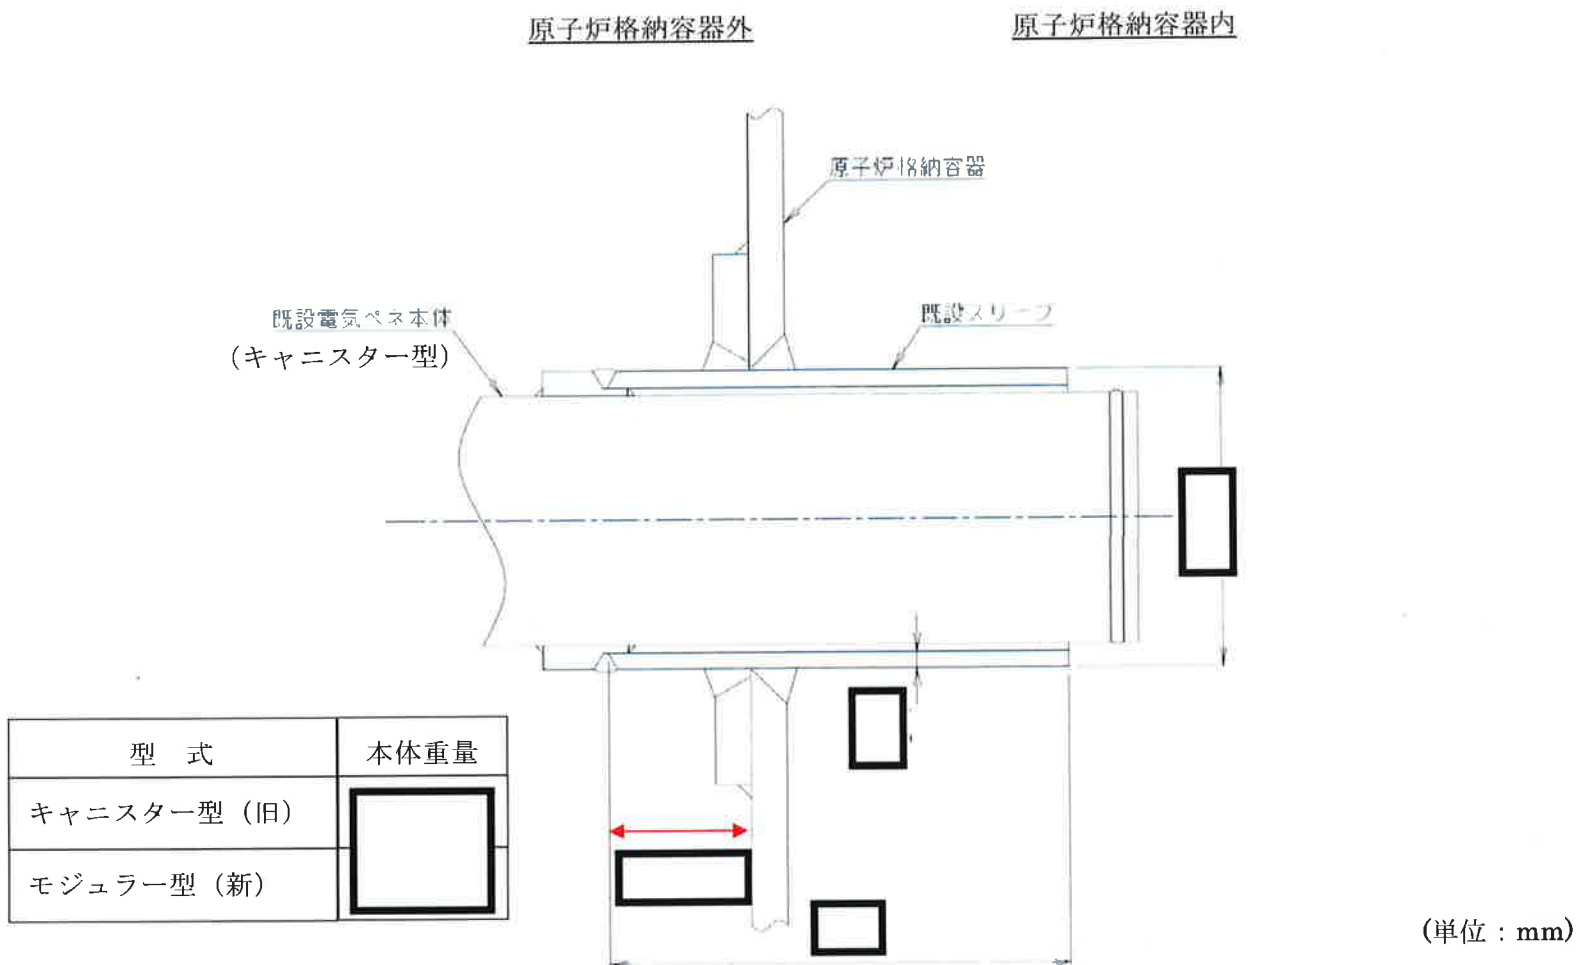 原子炉格納容器外
原子炉格納容器内
原子炉格納容器
既設電気ペネ本体
(キャニスター型)
既設スリーブ
型 式
本体重量
キャニスター型 (旧)
モジュラー型 (新)
(単位：mm)